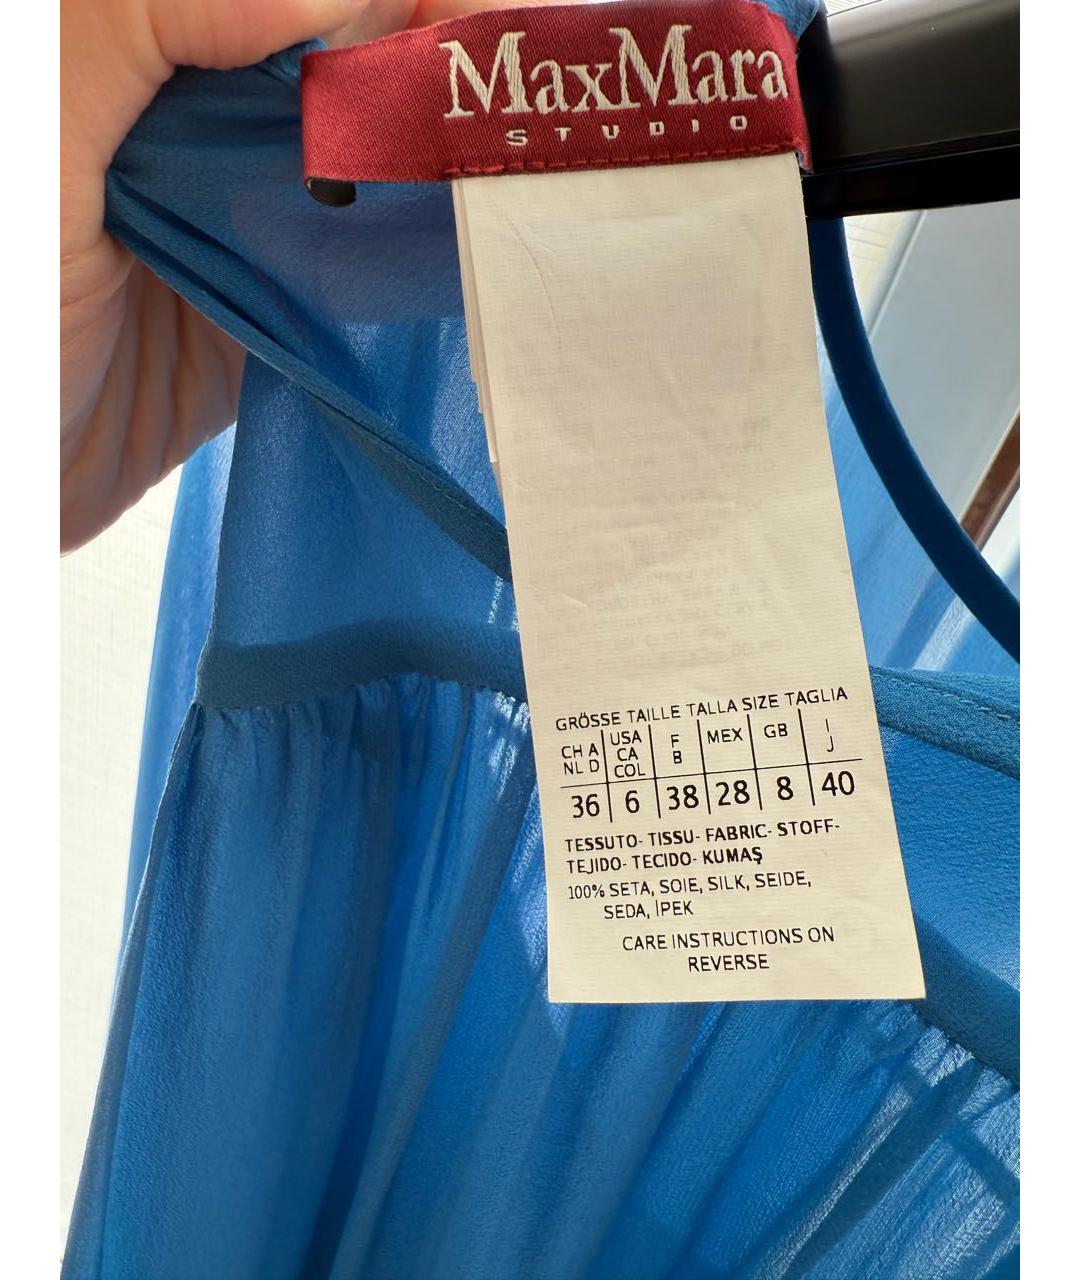 MaxMara
STUDIO
GRÖSSE TAILLE TALLA SIZE TAGLIA
CH A NL D | USA CA COL | F B | MEX | GB | I J
36 | 6 | 38 | 28 | 8 | 40
TESSUTO- TISSU- FABRIC- STOFF-
TEJIDO- TECIDO- KUMAŞ
100% SETA, SOIE, SILK, SEIDE,
SEDA, İPEK
CARE INSTRUCTIONS ON
REVERSE